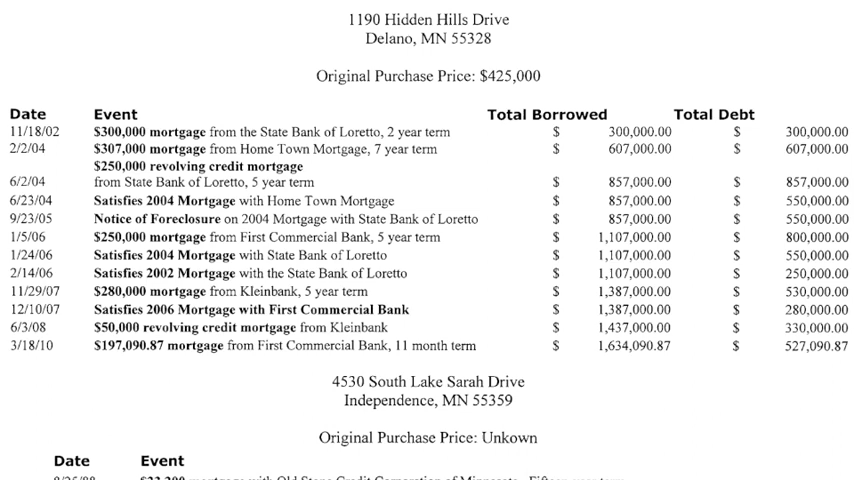 1190 Hidden Hills Drive
Delano, MN 55328
Original Purchase Price: $425,000
Date Event Total Borrowed Total Debt
11/18/02 $300,000 mortgage from the State Bank of Loretto, 2 year term $ 300,000.00 $ 300,000.00
2/2/04 $307,000 mortgage from Home Town Mortgage, 7 year term $ 607,000.00 $ 607,000.00
$250,000 revolving credit mortgage
6/2/04 from State Bank of Loretto, 5 year term $ 857,000.00 $ 857,000.00
6/23/04 Satisfies 2004 Mortgage with Home Town Mortgage $ 857,000.00 $ 550,000.00
9/23/05 Notice of Foreclosure on 2004 Mortgage with State Bank of Loretto $ 857,000.00 $ 550,000.00
1/5/06 $250,000 mortgage from First Commercial Bank, 5 year term $ 1,107,000.00 $ 800,000.00
1/24/06 Satisfies 2004 Mortgage with State Bank of Loretto $ 1,107,000.00 $ 550,000.00
2/14/06 Satisfies 2002 Mortgage with the State Bank of Loretto $ 1,107,000.00 $ 250,000.00
11/29/07 $280,000 mortgage from Kleinbank, 5 year term $ 1,387,000.00 $ 530,000.00
12/10/07 Satisfies 2006 Mortgage with First Commercial Bank $ 1,387,000.00 $ 280,000.00
6/3/08 $50,000 revolving credit mortgage from Kleinbank $ 1,437,000.00 $ 330,000.00
3/18/10 $197,090.87 mortgage from First Commercial Bank, 11 month term $ 1,634,090.87 $ 527,090.87
4530 South Lake Sarah Drive
Independence, MN 55359
Original Purchase Price: Unkown
Date Event
mortgage with Old Stone Credit Corporation of Minnesota